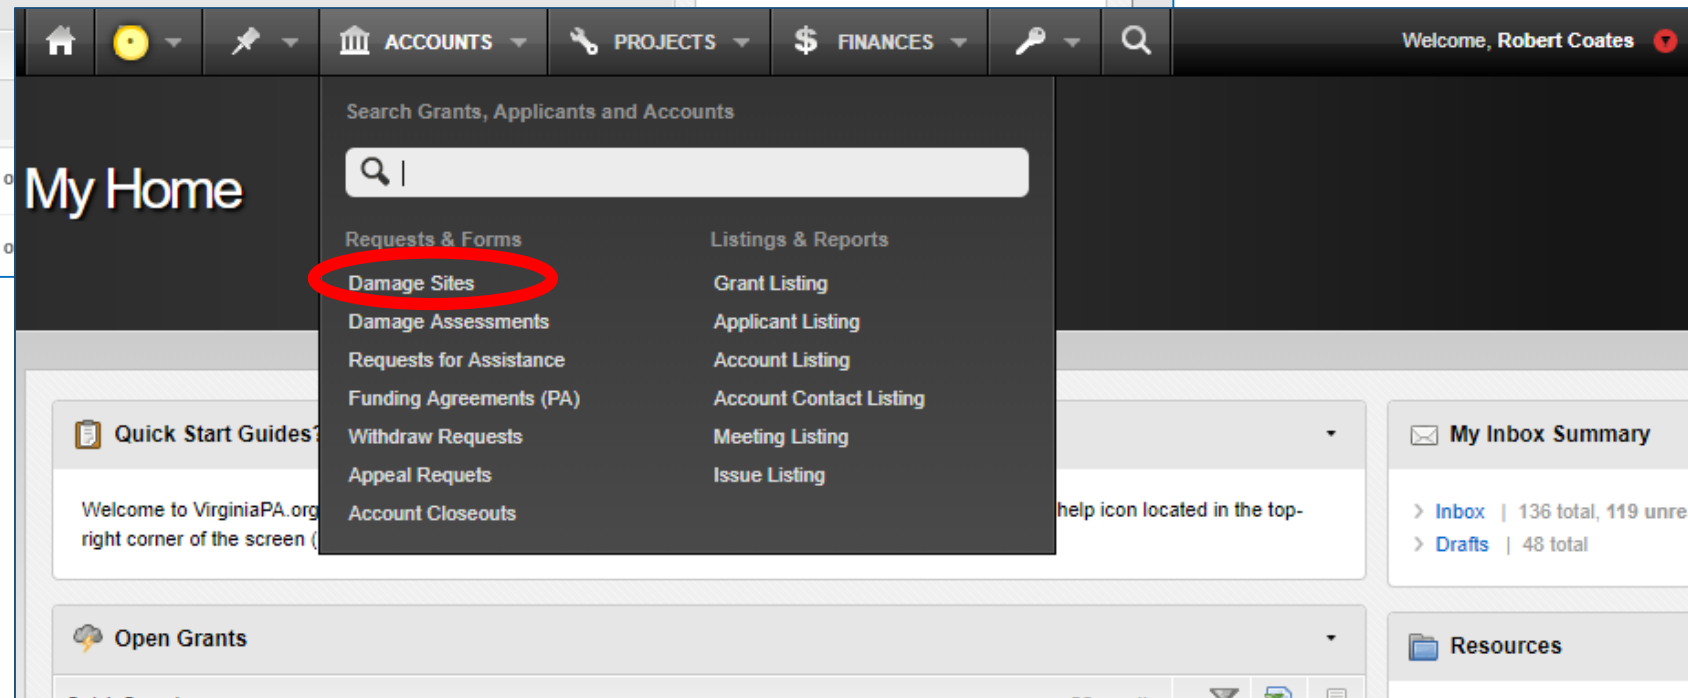 ACCOUNTS
PROJECTS
FINANCES
Welcome, Robert Coates
Search Grants, Applicants and Accounts
My Home
Requests & Forms
Listings & Reports
Damage Sites
Grant Listing
Damage Assessments
Applicant Listing
Requests for Assistance
Account Listing
Funding Agreements (PA)
Account Contact Listing
Withdraw Requests
Meeting Listing
Appeal Requets
Issue Listing
Account Closeouts
Quick Start Guides?
My Inbox Summary
Welcome to VirginiaPA.org
help icon located in the top-
right corner of the screen (
Inbox | 136 total, 119 unre
Drafts | 48 total
Open Grants
Resources